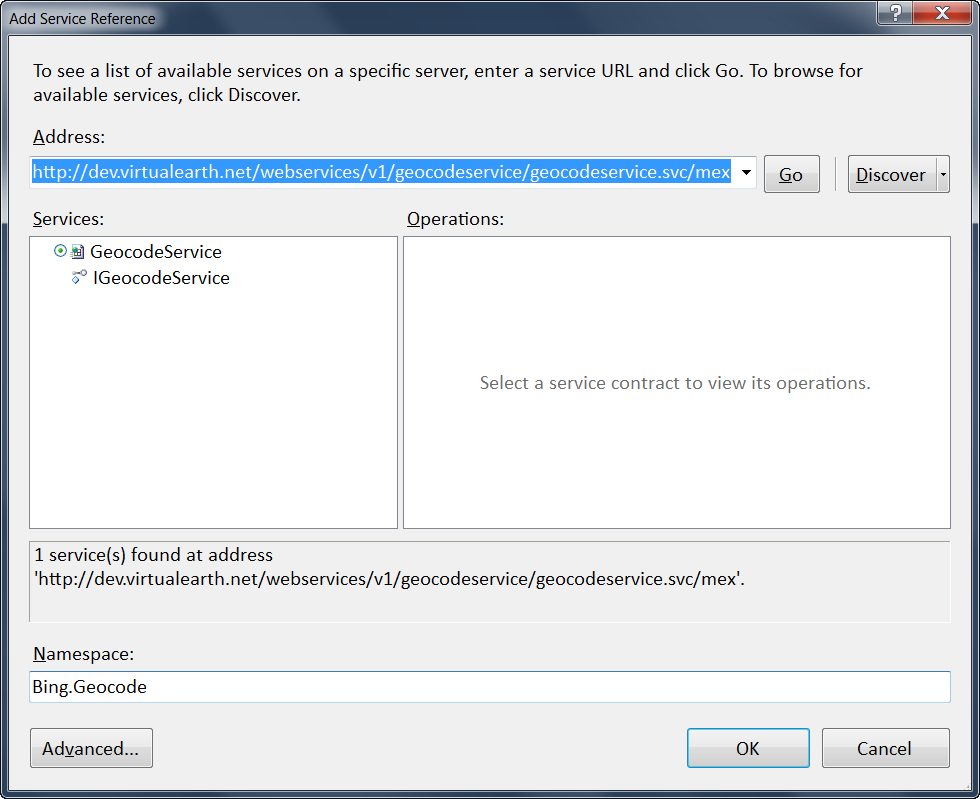 Add Service Reference
To see a list of available services on a specific server, enter a service URL and click Go. To browse for
available services, click Discover.
Address:
http://dev.virtualearth.net/webservices/v1/geocodeservice/geocodeservice.svc/mex
Go
Discover
Services:
Operations:
GeocodeService
IGeocodeService
Select a service contract to view its operations.
1 service(s) found at address
'http://dev.virtualearth.net/webservices/v1/geocodeservice/geocodeservice.svc/mex'.
Namespace:
Bing.Geocode
Advanced...
OK
Cancel